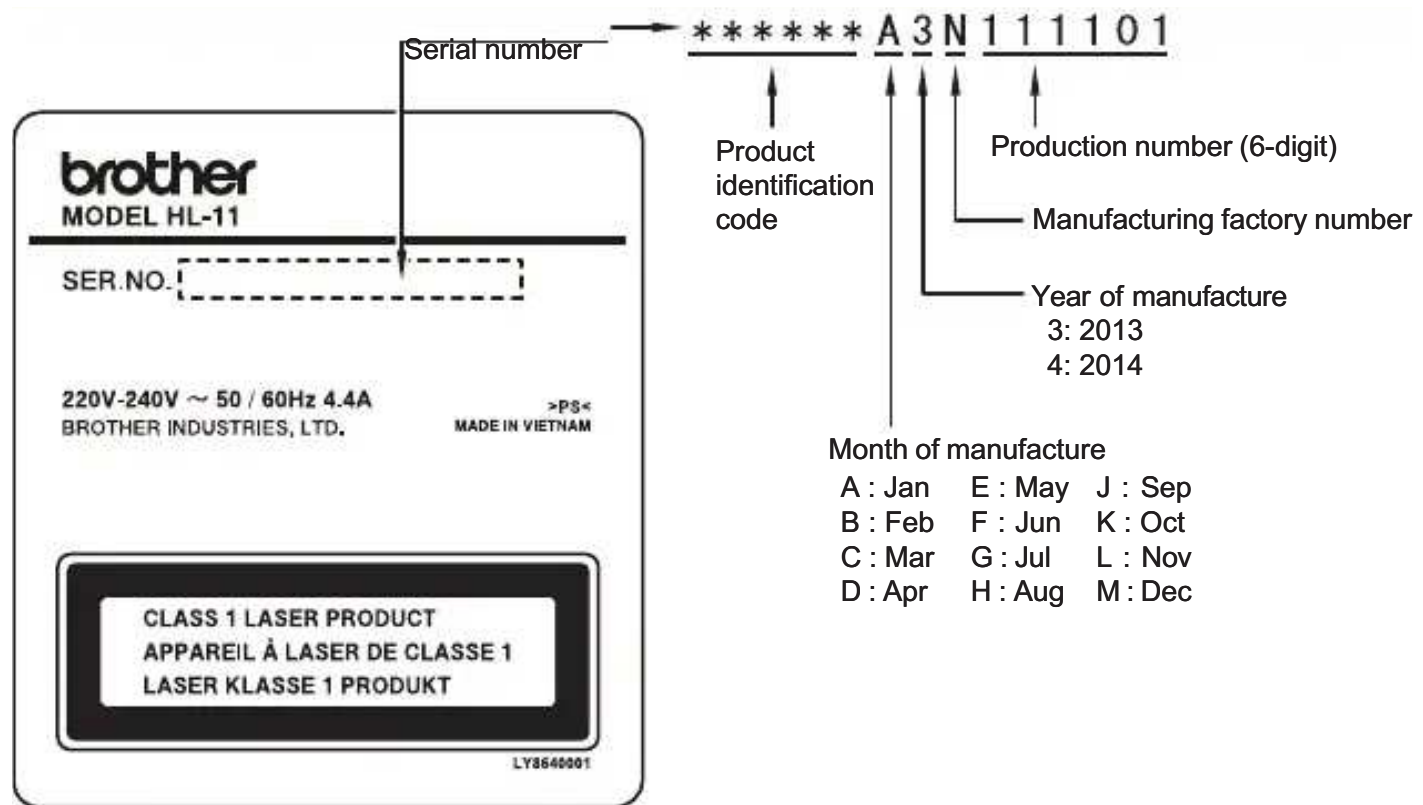 Serial number
* * * * * * A 3 N 1 1 1 1 0 1
Product
identification
code
Production number (6-digit)
Manufacturing factory number
Year of manufacture
3: 2013
4: 2014
Month of manufacture
A : Jan E : May J : Sep
B : Feb F : Jun K : Oct
C : Mar G : Jul L : Nov
D : Apr H : Aug M : Dec
brother
MODEL HL-11
SER.NO.
220V-240V ~ 50 / 60Hz 4.4A
BROTHER INDUSTRIES, LTD.
>PS<
MADE IN VIETNAM
CLASS 1 LASER PRODUCT
APPAREIL À LASER DE CLASSE 1
LASER KLASSE 1 PRODUKT
LY8640001